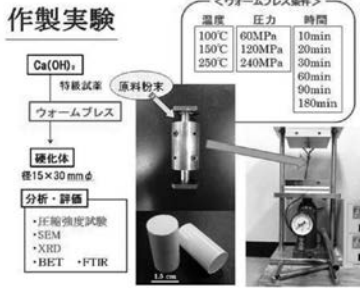 作製実験
<ウォームプレス条件>
温度 圧力 時間
100℃ 60MPa 10min
150℃ 120MPa 20min
250℃ 240MPa 30min
60min
90min
180min
Ca(OH)₂
特級試薬
原料粉末
ウォームプレス
硬化体
径15×30mmφ
分析・評価
・圧縮強度試験
・SEM
・XRD
・BET ・FTIR
1.5 cm